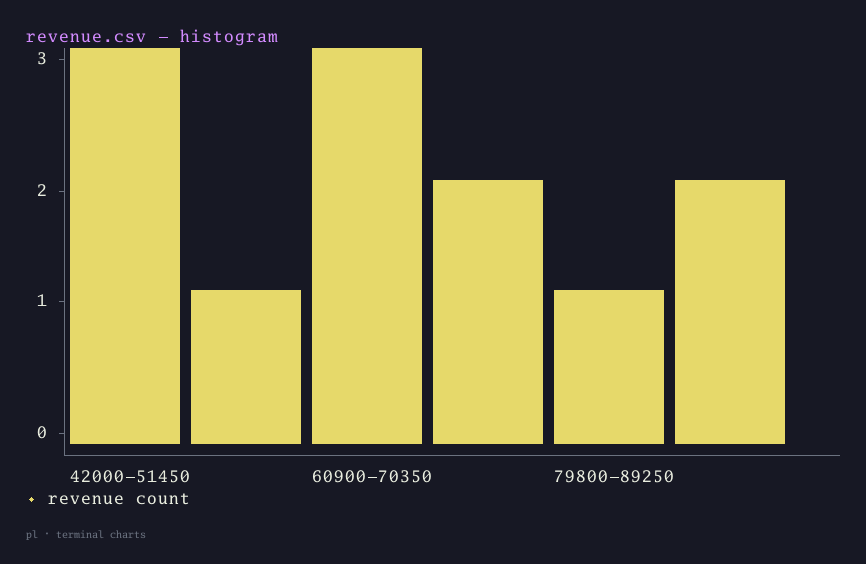 revenue.csv — histogram
3
2
1
0
42000–51450 60900–70350 79800–89250
revenue count
pl · terminal charts